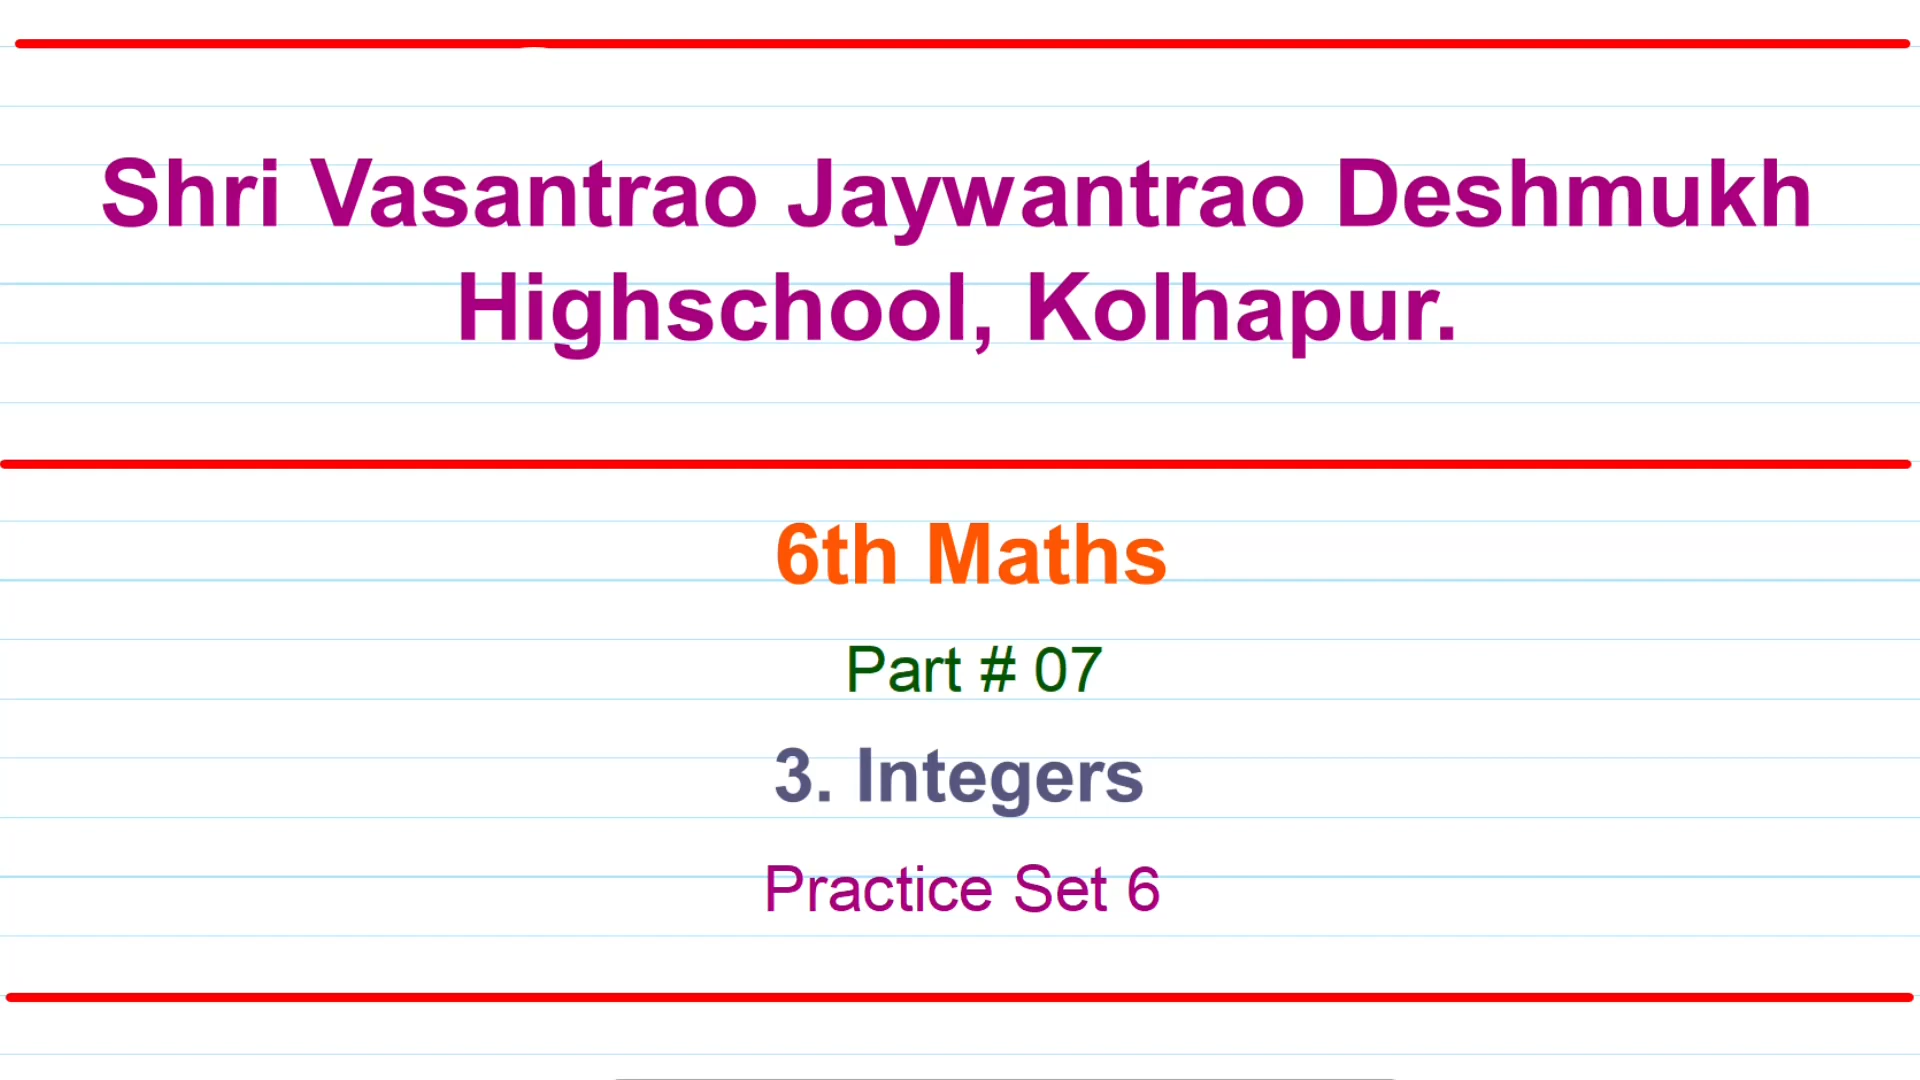 Shri Vasantrao Jaywantrao Deshmukh
Highschool, Kolhapur.
6th Maths
Part # 07
3. Integers
Practice Set 6